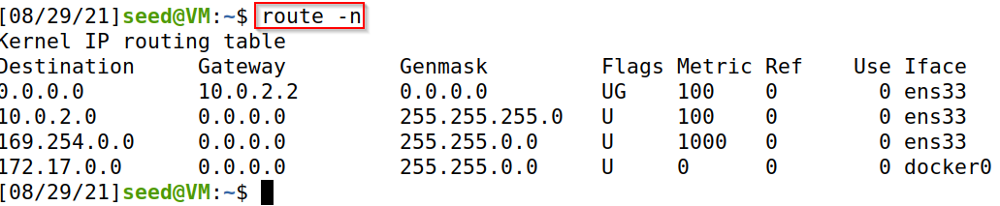 [08/29/21]seed@VM:~$ route -n
Kernel IP routing table
Destination     Gateway         Genmask         Flags Metric Ref    Use Iface
0.0.0.0         10.0.2.2        0.0.0.0         UG    100    0        0 ens33
10.0.2.0        0.0.0.0         255.255.255.0   U     100    0        0 ens33
169.254.0.0     0.0.0.0         255.255.0.0     U     1000   0        0 ens33
172.17.0.0      0.0.0.0         255.255.0.0     U     0      0        0 docker0
[08/29/21]seed@VM:~$